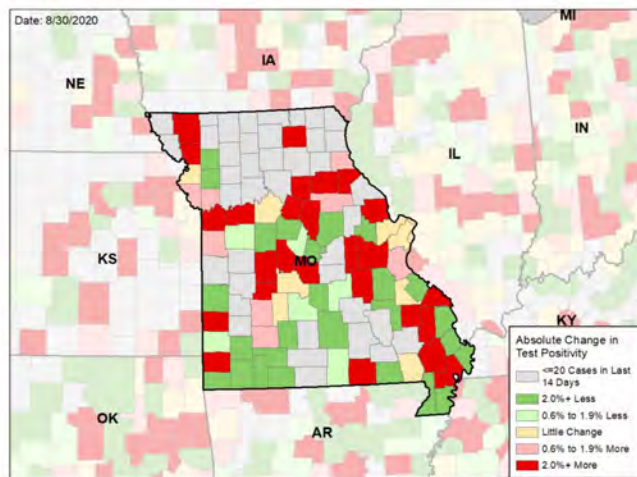 Date: 8/30/2020
MI
IA
NE
IN
IL
KS
MO
KY
OK
AR
Absolute Change in
Test Positivity
<=20 Cases in Last
14 Days
2.0%+ Less
0.6% to 1.9% Less
Little Change
0.6% to 1.9% More
2.0%+ More